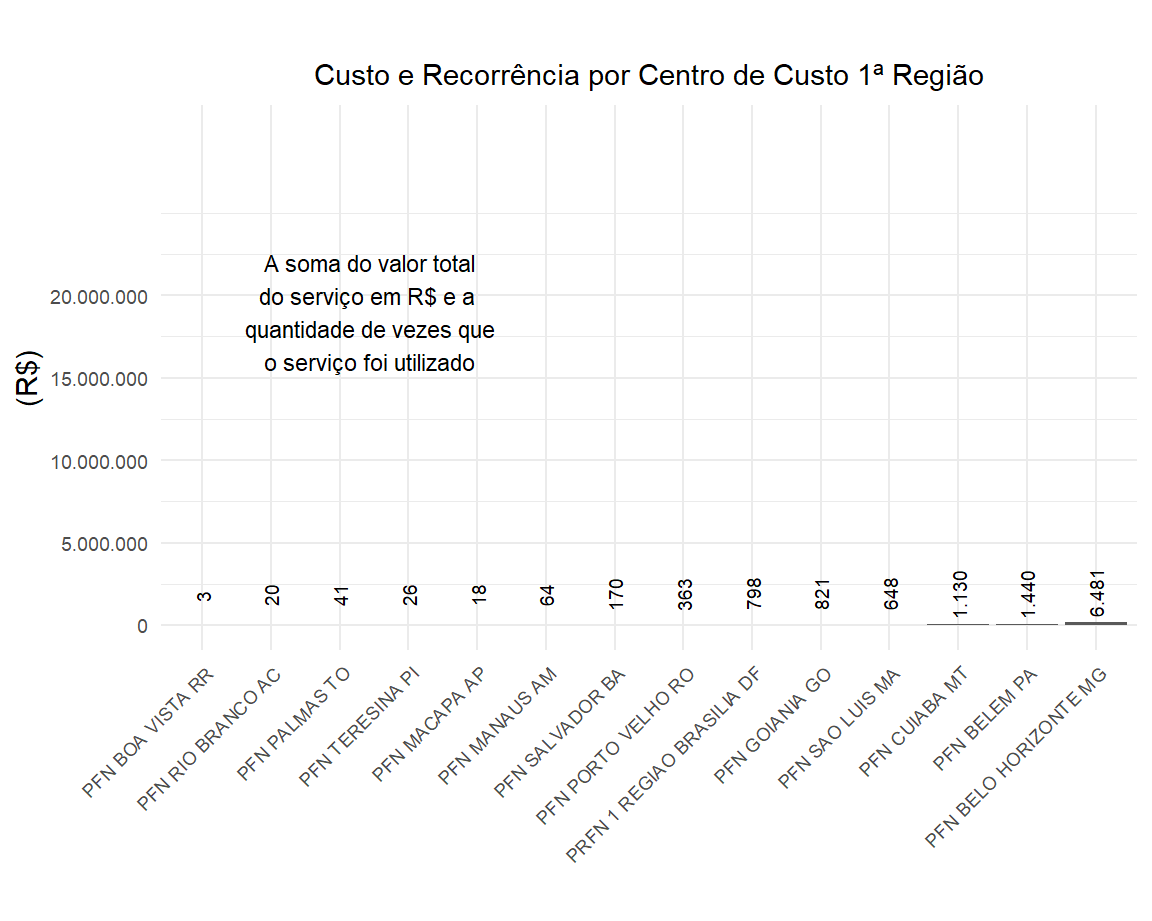 Custo e Recorrência por Centro de Custo 1ª Região
A soma do valor total
do serviço em R$ e a
quantidade de vezes que
o serviço foi utilizado
(R$)
20.000.000
15.000.000
10.000.000
5.000.000
0
3
20
41
26
18
64
170
363
798
821
648
1.130
1.440
6.481
PFN BOA VISTA RR
PFN RIO BRANCO AC
PFN PALMAS TO
PFN TERESINA PI
PFN MACAPA AP
PFN MANAUS AM
PFN SALVADOR BA
PFN PORTO VELHO RO
PRFN 1 REGIAO BRASILIA DF
PFN GOIANIA GO
PFN SAO LUIS MA
PFN CUIABA MT
PFN BELEM PA
PFN BELO HORIZONTE MG